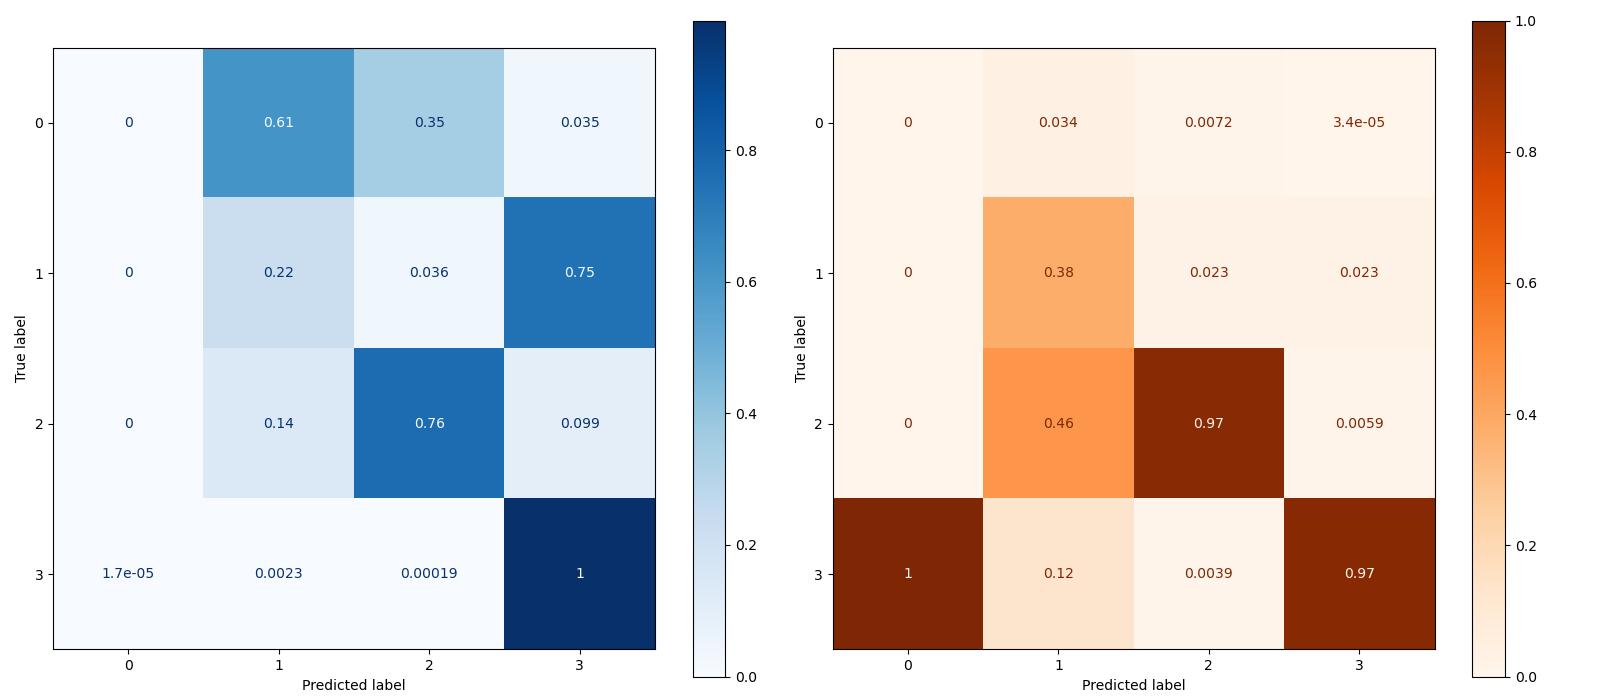 0 0.61 0.35 0.035
0
0 0.22 0.036 0.75
1
0 0.14 0.76 0.099
2
1.7e-05 0.0023 0.00019 1
3
0 1 2 3
Predicted label
True label
0.8
0.6
0.4
0.2
0.0
0 0.034 0.0072 3.4e-05
0
0 0.38 0.023 0.023
1
0 0.46 0.97 0.0059
2
1 0.12 0.0039 0.97
3
0 1 2 3
Predicted label
True label
1.0
0.8
0.6
0.4
0.2
0.0